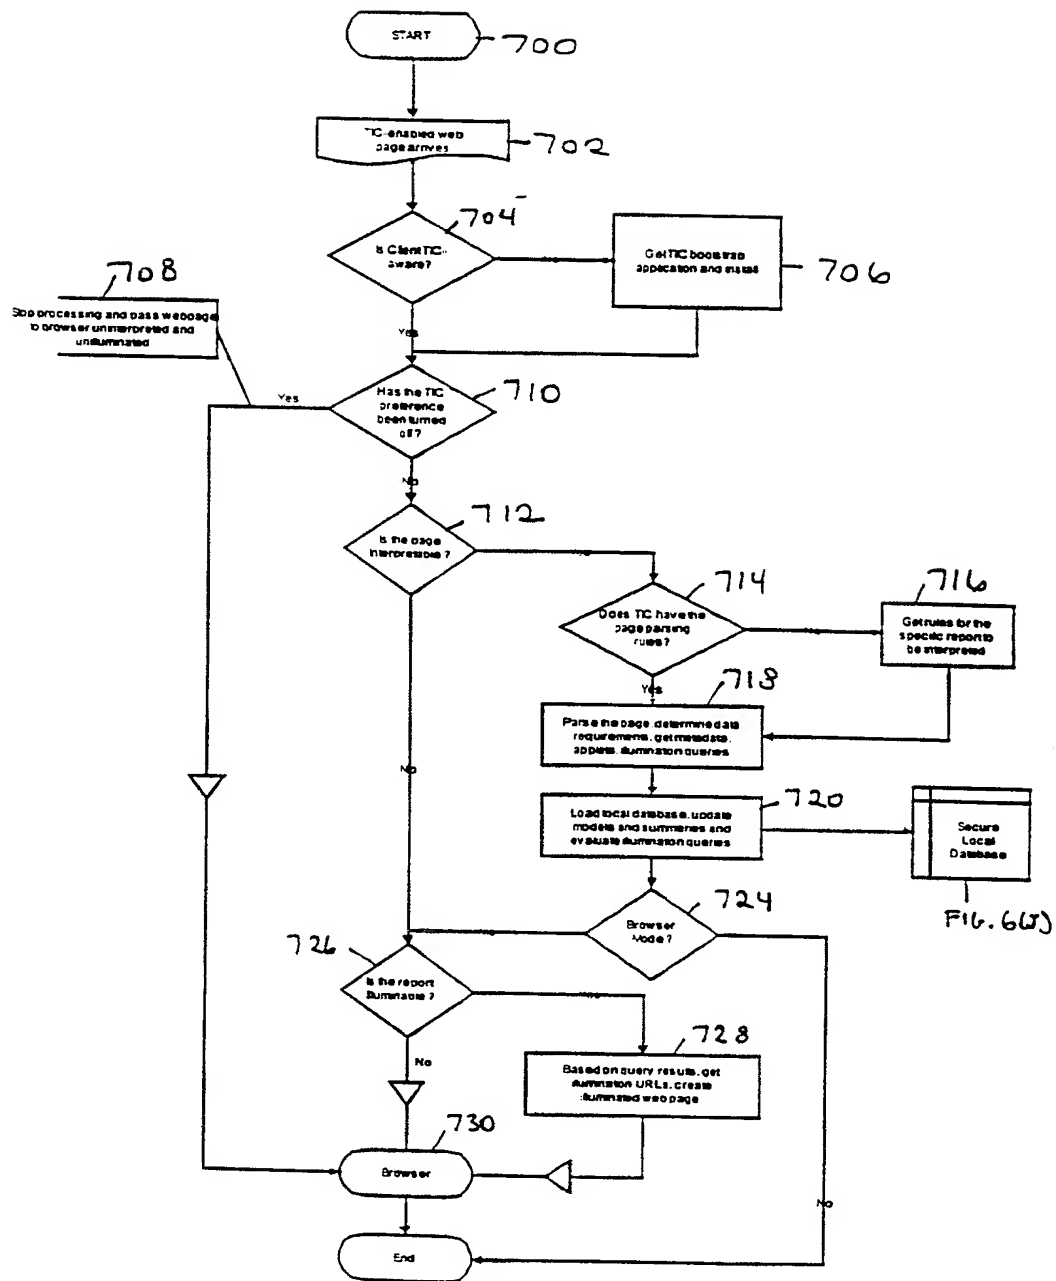 START
700
TIC-enabled web
page arrives
702
704
Is Client TIC-
aware?
Get TIC bootstrap
application and install
706
708
Stop processing and pass webpage
to browser uninterpreted and
unilluminated
Yes
Has the TIC
preference
been turned
off?
710
Yes
No
Is the page
Interpretable?
712
714
Does TIC have the
page parsing
rules?
716
Get rules for the
specific report to
be interpreted
Yes
718
Parse the page, determine data
requirements, get metadata,
applets, illumination queries
No
720
Load local database, update
models and summaries and
evaluate illumination queries
Secure
Local
Database
FIG. 6(J)
724
Browser
Mode?
726
Is the report
illuminable?
728
Based on query results, get
illumination URLs, create
illuminated web page
No
730
Browser
No
End